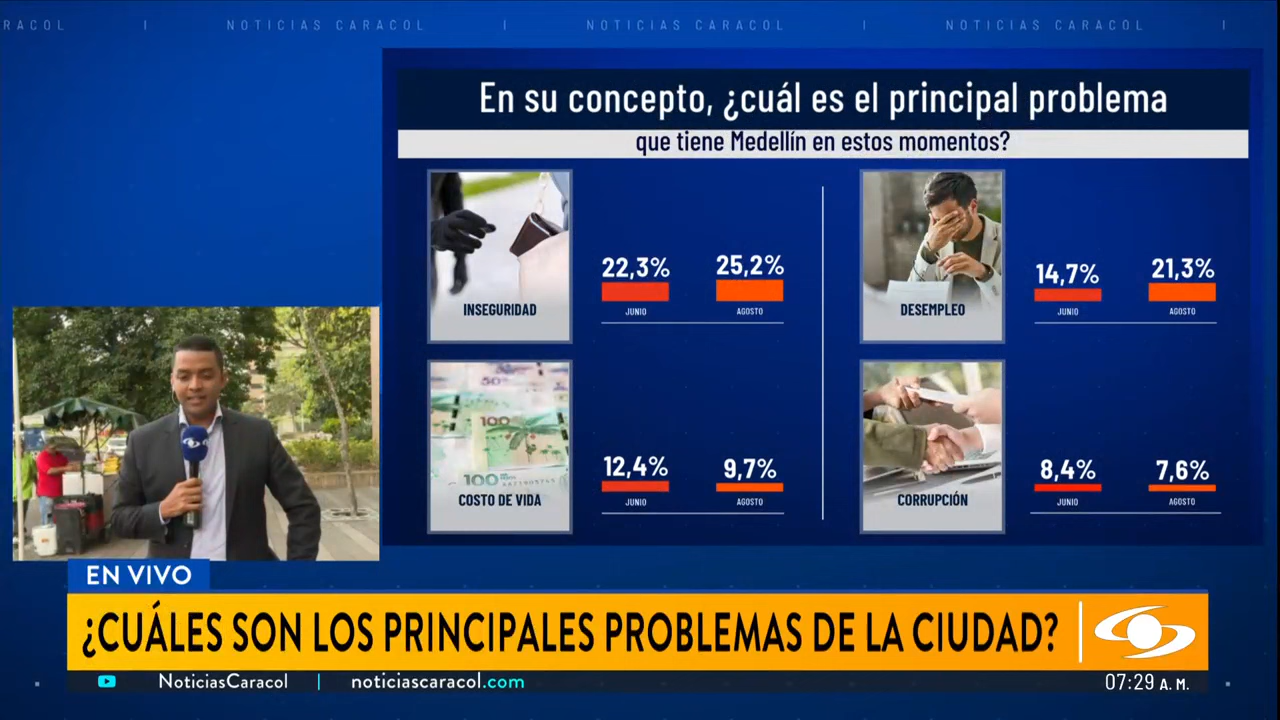 RACOL | NOTICIAS CARACOL | NOTICIAS CARACOL | NOTICIAS CARACOL |
En su concepto, ¿cuál es el principal problema
que tiene Medellín en estos momentos?
INSEGURIDAD
22,3%
JUNIO
25,2%
AGOSTO
DESEMPLEO
14,7%
JUNIO
21,3%
AGOSTO
COSTO DE VIDA
12,4%
JUNIO
9,7%
AGOSTO
CORRUPCIÓN
8,4%
JUNIO
7,6%
AGOSTO
100
100
EN VIVO
¿CUÁLES SON LOS PRINCIPALES PROBLEMAS DE LA CIUDAD?
NoticiasCaracol | noticiascaracol.com
07:29 A. M.